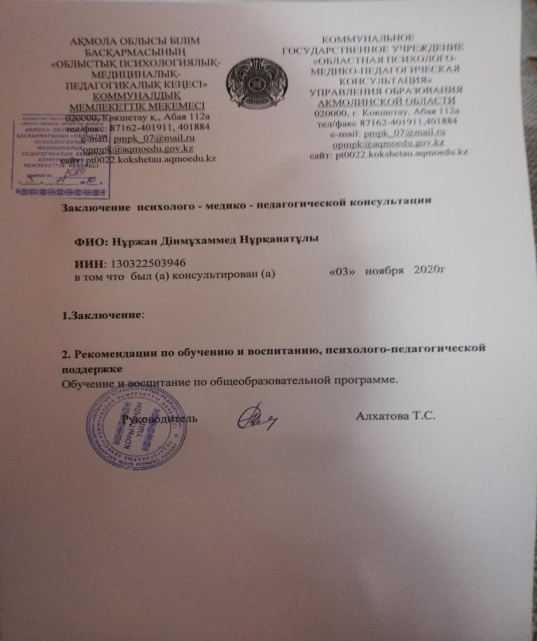 АҚМОЛА ОБЛЫСЫ БІЛІМ
БАСҚАРМАСЫНЫҢ
«ОБЛЫСТЫҚ ПСИХОЛОГИЯЛЫҚ-
МЕДИЦИНАЛЫҚ-
ПЕДАГОГИКАЛЫҚ КЕҢЕСІ»
КОММУНАЛДЫҚ
МЕМЛЕКЕТТІК МЕКЕМЕСІ
020000, Көкшетау қ., Абая 112а
тел/факс: 87162-401911, 401884
e-mail: pmpk_07@mail.ru
opmpk@aqmoedu.gov.kz
сайт: pt0022.kokshetau.aqmoedu.kz
КОММУНАЛЬНОЕ
ГОСУДАРСТВЕННОЕ УЧРЕЖДЕНИЕ
«ОБЛАСТНАЯ ПСИХОЛОГО-
МЕДИКО-ПЕДАГОГИЧЕСКАЯ
КОНСУЛЬТАЦИЯ»
УПРАВЛЕНИЯ ОБРАЗОВАНИЯ
АКМОЛИНСКОЙ ОБЛАСТИ
020000, г. Кокшетау, Абая 112а
тел/факс: 87162-401911,401884
e-mail: pmpk_07@mail.ru
opmpk@aqmoedu.gov.kz
сайт: pt0022.kokshetau.aqmoedu.kz
Заключение психолого - медико - педагогической консультации
ФИО: Нұржан Дінмұхаммед Нұрқанатұлы
ИИН: 130322503946
в том что был (а) консультирован (а) «03» ноября 2020г
1.Заключение:
2. Рекомендации по обучению и воспитанию, психолого-педагогической
поддержке
Обучение и воспитание по общеобразовательной программе.
Руководитель Алхатова Т.С.